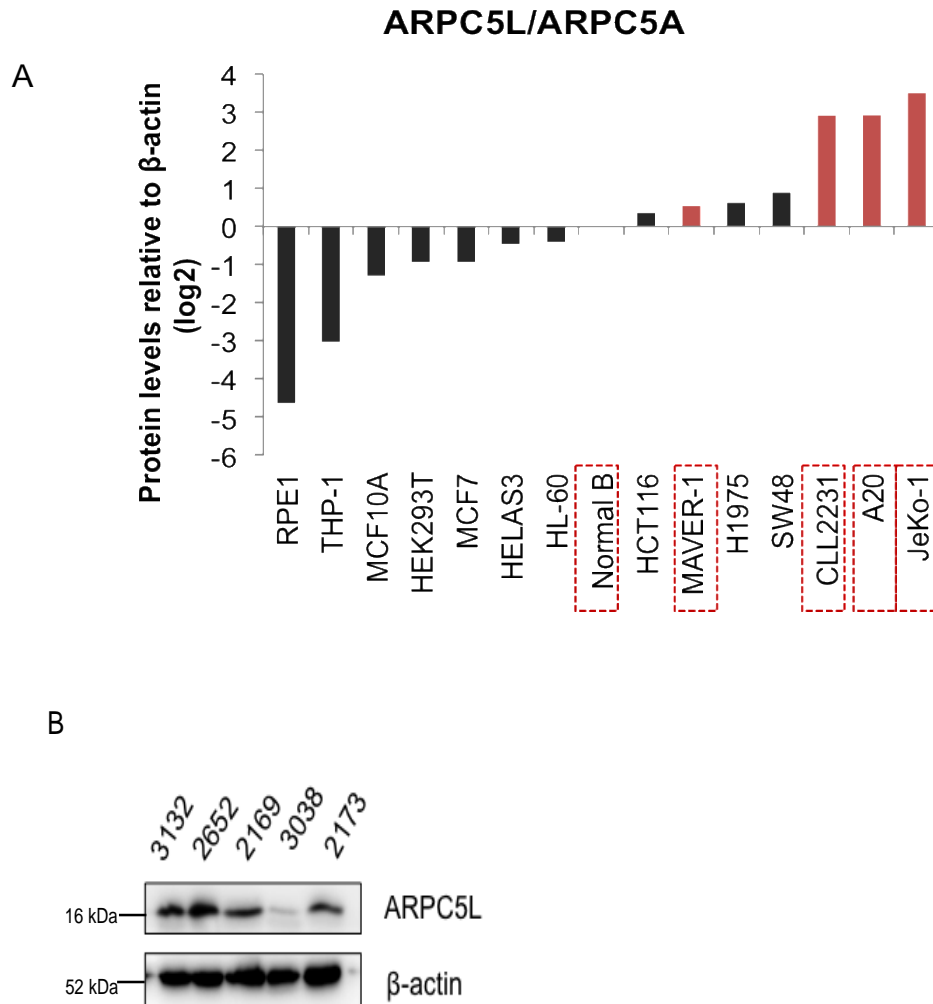 ARPC5L/ARPC5A
A
Protein levels relative to β-actin
(log2)
4
3
2
1
0
-1
-2
-3
-4
-5
-6
RPE1
THP-1
MCF10A
HEK293T
MCF7
HELAS3
HL-60
Normal B
HCT116
MAVER-1
H1975
SW48
CLL2231
A20
JeKo-1
B
3132
2652
2169
3038
2173
16 kDa
ARPC5L
52 kDa
β-actin